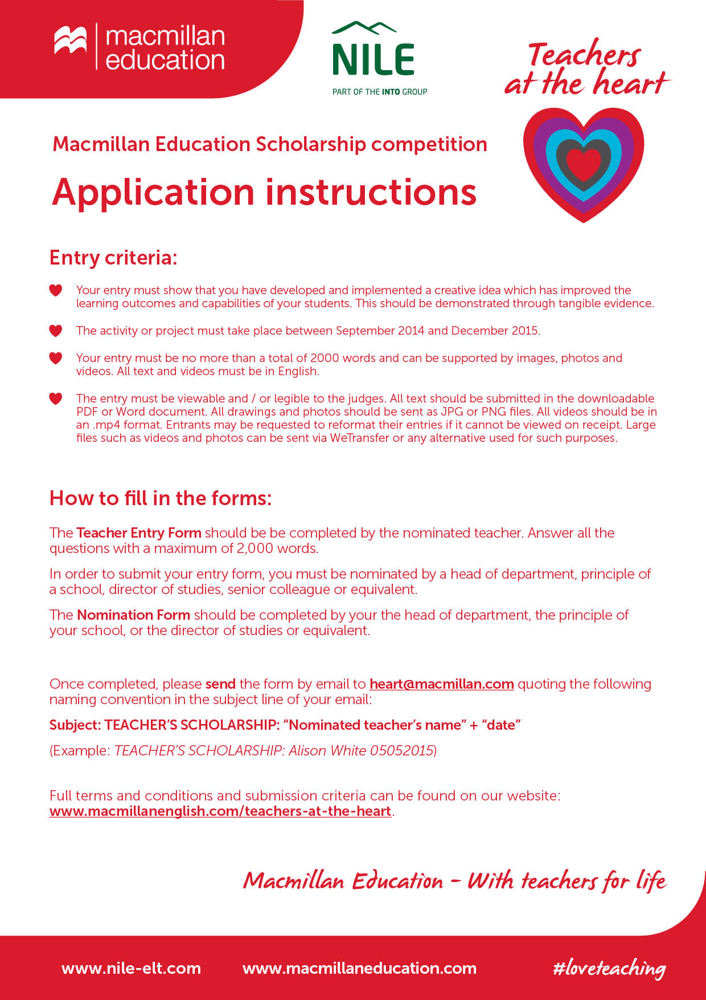 macmillan
education
NILE
PART OF THE INTO GROUP
Teachers
at the heart
Macmillan Education Scholarship competition
Application instructions
Entry criteria:
Your entry must show that you have developed and implemented a creative idea which has improved the
learning outcomes and capabilities of your students. This should be demonstrated through tangible evidence.
The activity or project must take place between September 2014 and December 2015.
Your entry must be no more than a total of 2000 words and can be supported by images, photos and
videos. All text and videos must be in English.
The entry must be viewable and / or legible to the judges. All text should be submitted in the downloadable
PDF or Word document. All drawings and photos should be sent as JPG or PNG files. All videos should be in
an .mp4 format. Entrants may be requested to reformat their entries if it cannot be viewed on receipt. Large
files such as videos and photos can be sent via WeTransfer or any alternative used for such purposes.
How to fill in the forms:
The Teacher Entry Form should be be completed by the nominated teacher. Answer all the
questions with a maximum of 2,000 words.
In order to submit your entry form, you must be nominated by a head of department, principle of
a school, director of studies, senior colleague or equivalent.
The Nomination Form should be completed by your the head of department, the principle of
your school, or the director of studies or equivalent.
Once completed, please send the form by email to heart@macmillan.com quoting the following
naming convention in the subject line of your email:
Subject: TEACHER’S SCHOLARSHIP: “Nominated teacher’s name” + “date”
(Example: TEACHER’S SCHOLARSHIP: Alison White 05052015)
Full terms and conditions and submission criteria can be found on our website:
www.macmillanenglish.com/teachers-at-the-heart.
Macmillan Education – With teachers for life
www.nile-elt.com
www.macmillaneducation.com
#loveteaching